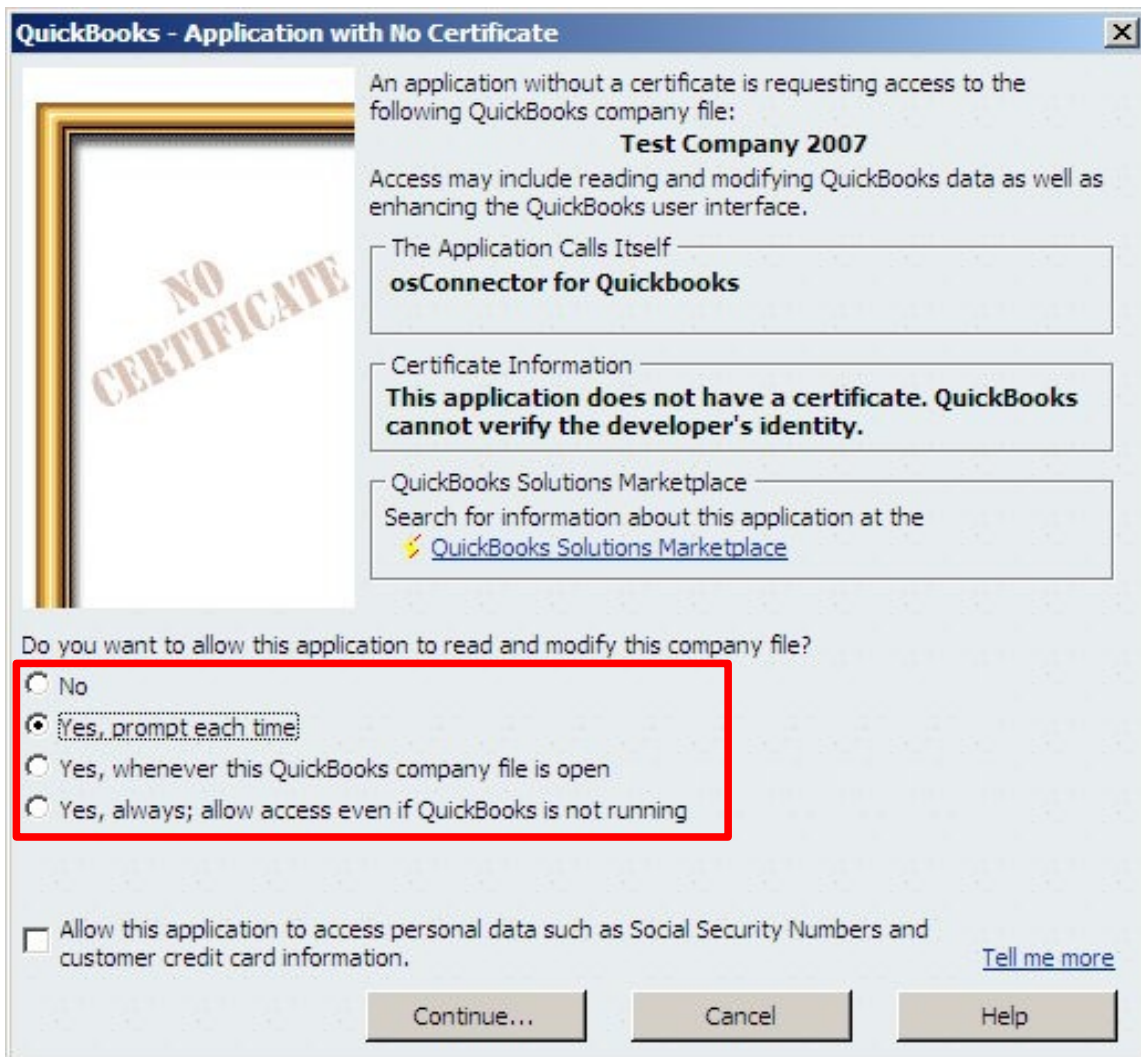 QuickBooks - Application with No Certificate
An application without a certificate is requesting access to the
following QuickBooks company file:
Test Company 2007
Access may include reading and modifying QuickBooks data as well as
enhancing the QuickBooks user interface.
NO
CERTIFICATE
The Application Calls Itself
osConnector for Quickbooks
Certificate Information
This application does not have a certificate. QuickBooks
cannot verify the developer's identity.
QuickBooks Solutions Marketplace
Search for information about this application at the
QuickBooks Solutions Marketplace
Do you want to allow this application to read and modify this company file?
No
Yes, prompt each time
Yes, whenever this QuickBooks company file is open
Yes, always; allow access even if QuickBooks is not running
Allow this application to access personal data such as Social Security Numbers and
customer credit card information.
Tell me more
Continue...
Cancel
Help